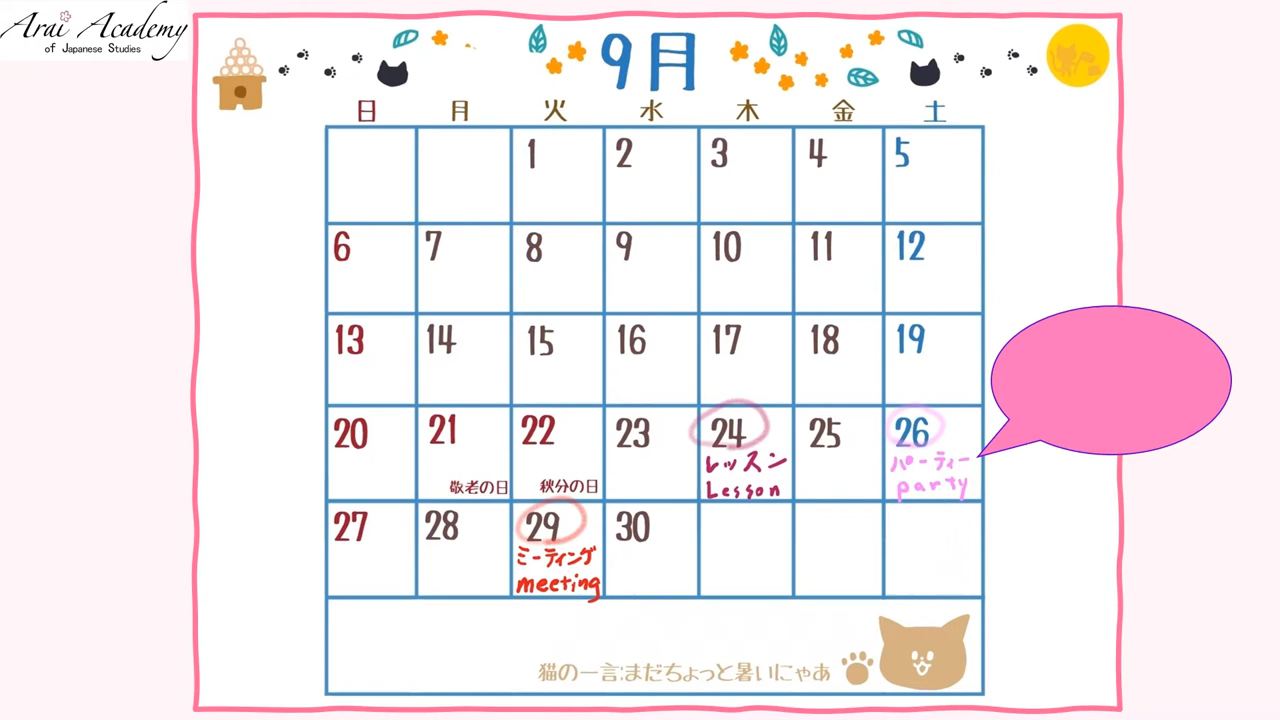 Arai Academy
of Japanese Studies
9月
日 月 火 水 木 金 土
1 2 3 4 5
6 7 8 9 10 11 12
13 14 15 16 17 18 19
20 21 22 23 24 25 26
レッスン パーティー
Lesson party
敬老の日 秋分の日
27 28 29 30
ミーティング
meeting
猫の一言:まだちょっと暑いにゃあ